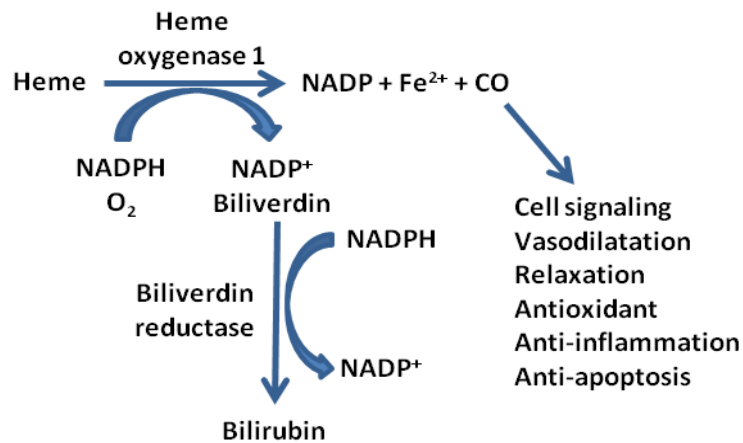 Heme
oxygenase 1
Heme
NADP + Fe²⁺ + CO
NADPH
O₂
NADP⁺
Biliverdin
NADPH
Biliverdin
reductase
NADP⁺
Bilirubin
Cell signaling
Vasodilatation
Relaxation
Antioxidant
Anti-inflammation
Anti-apoptosis